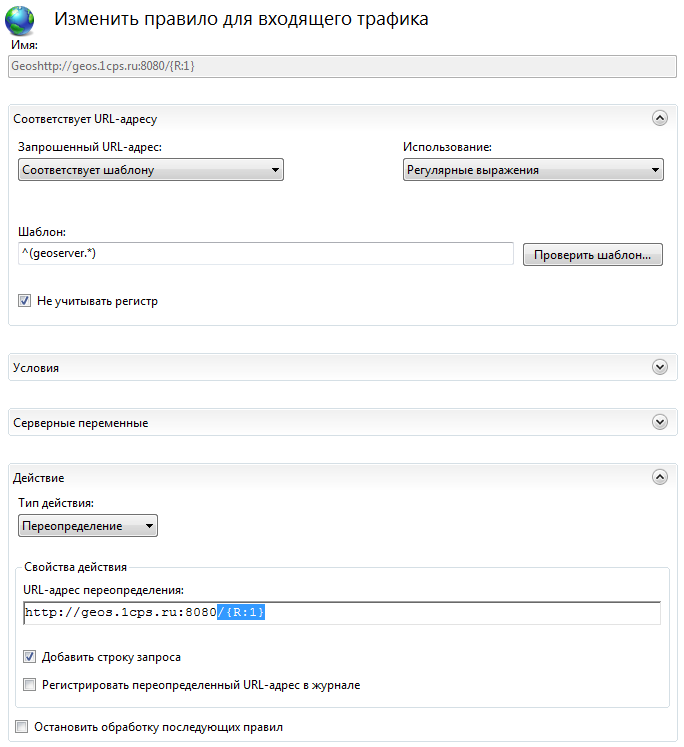 Изменить правило для входящего трафика
Имя:
Geoshttp://geos.1cps.ru:8080/{R:1}
Соответствует URL-адресу
Запрошенный URL-адрес:
Использование:
Соответствует шаблону
Регулярные выражения
Шаблон:
^(geoserver.*)
Проверить шаблон...
Не учитывать регистр
Условия
Серверные переменные
Действие
Тип действия:
Переопределение
Свойства действия
URL-адрес переопределения:
http://geos.1cps.ru:8080/{R:1}
Добавить строку запроса
Регистрировать переопределенный URL-адрес в журнале
Остановить обработку последующих правил